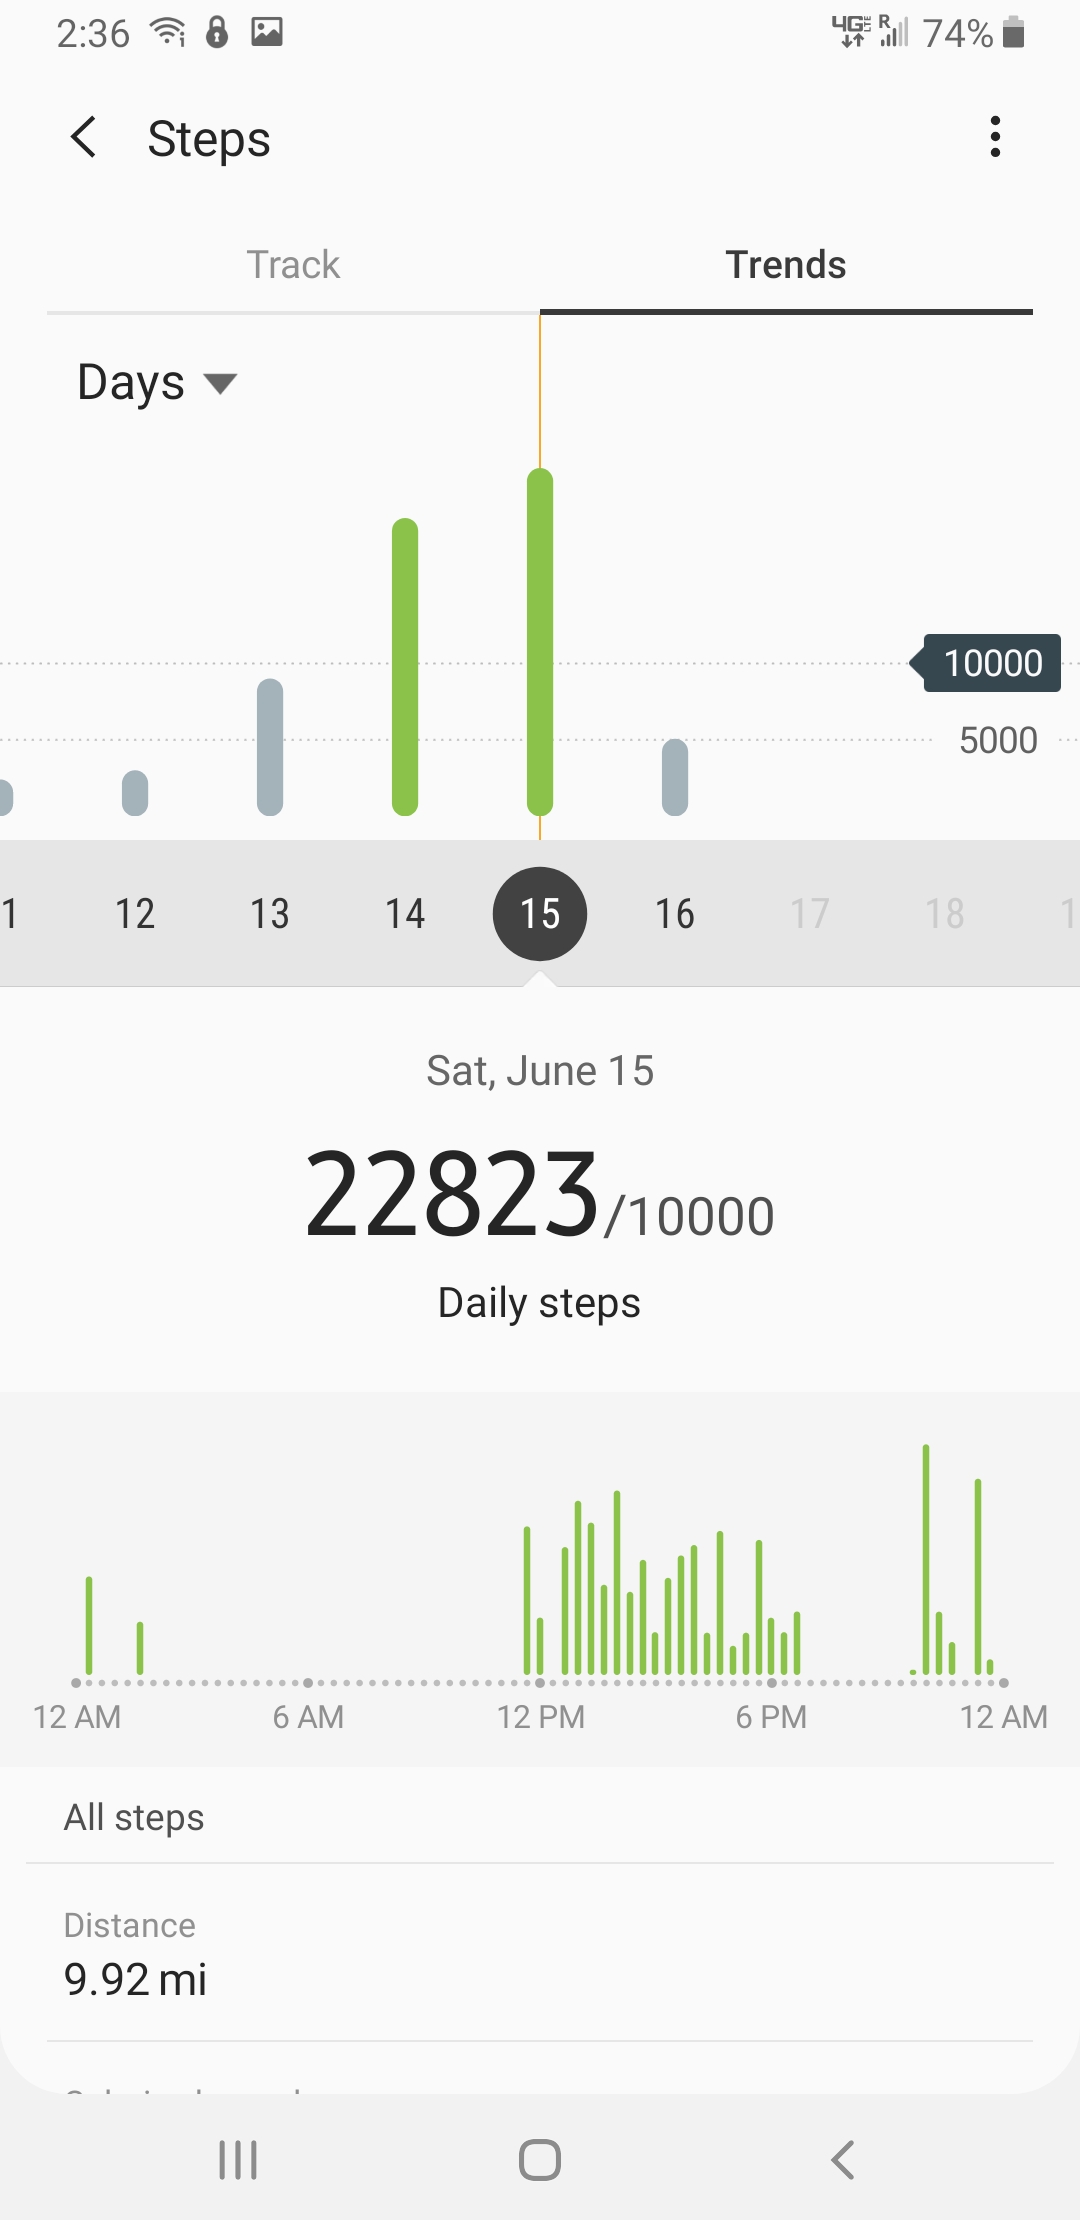 2:36 4G LTE R 74%
Steps
Track Trends
Days
10000
5000
1 12 13 14 15 16 17 18 1
Sat, June 15
22823/10000
Daily steps
12 AM 6 AM 12 PM 6 PM 12 AM
All steps
Distance
9.92 mi